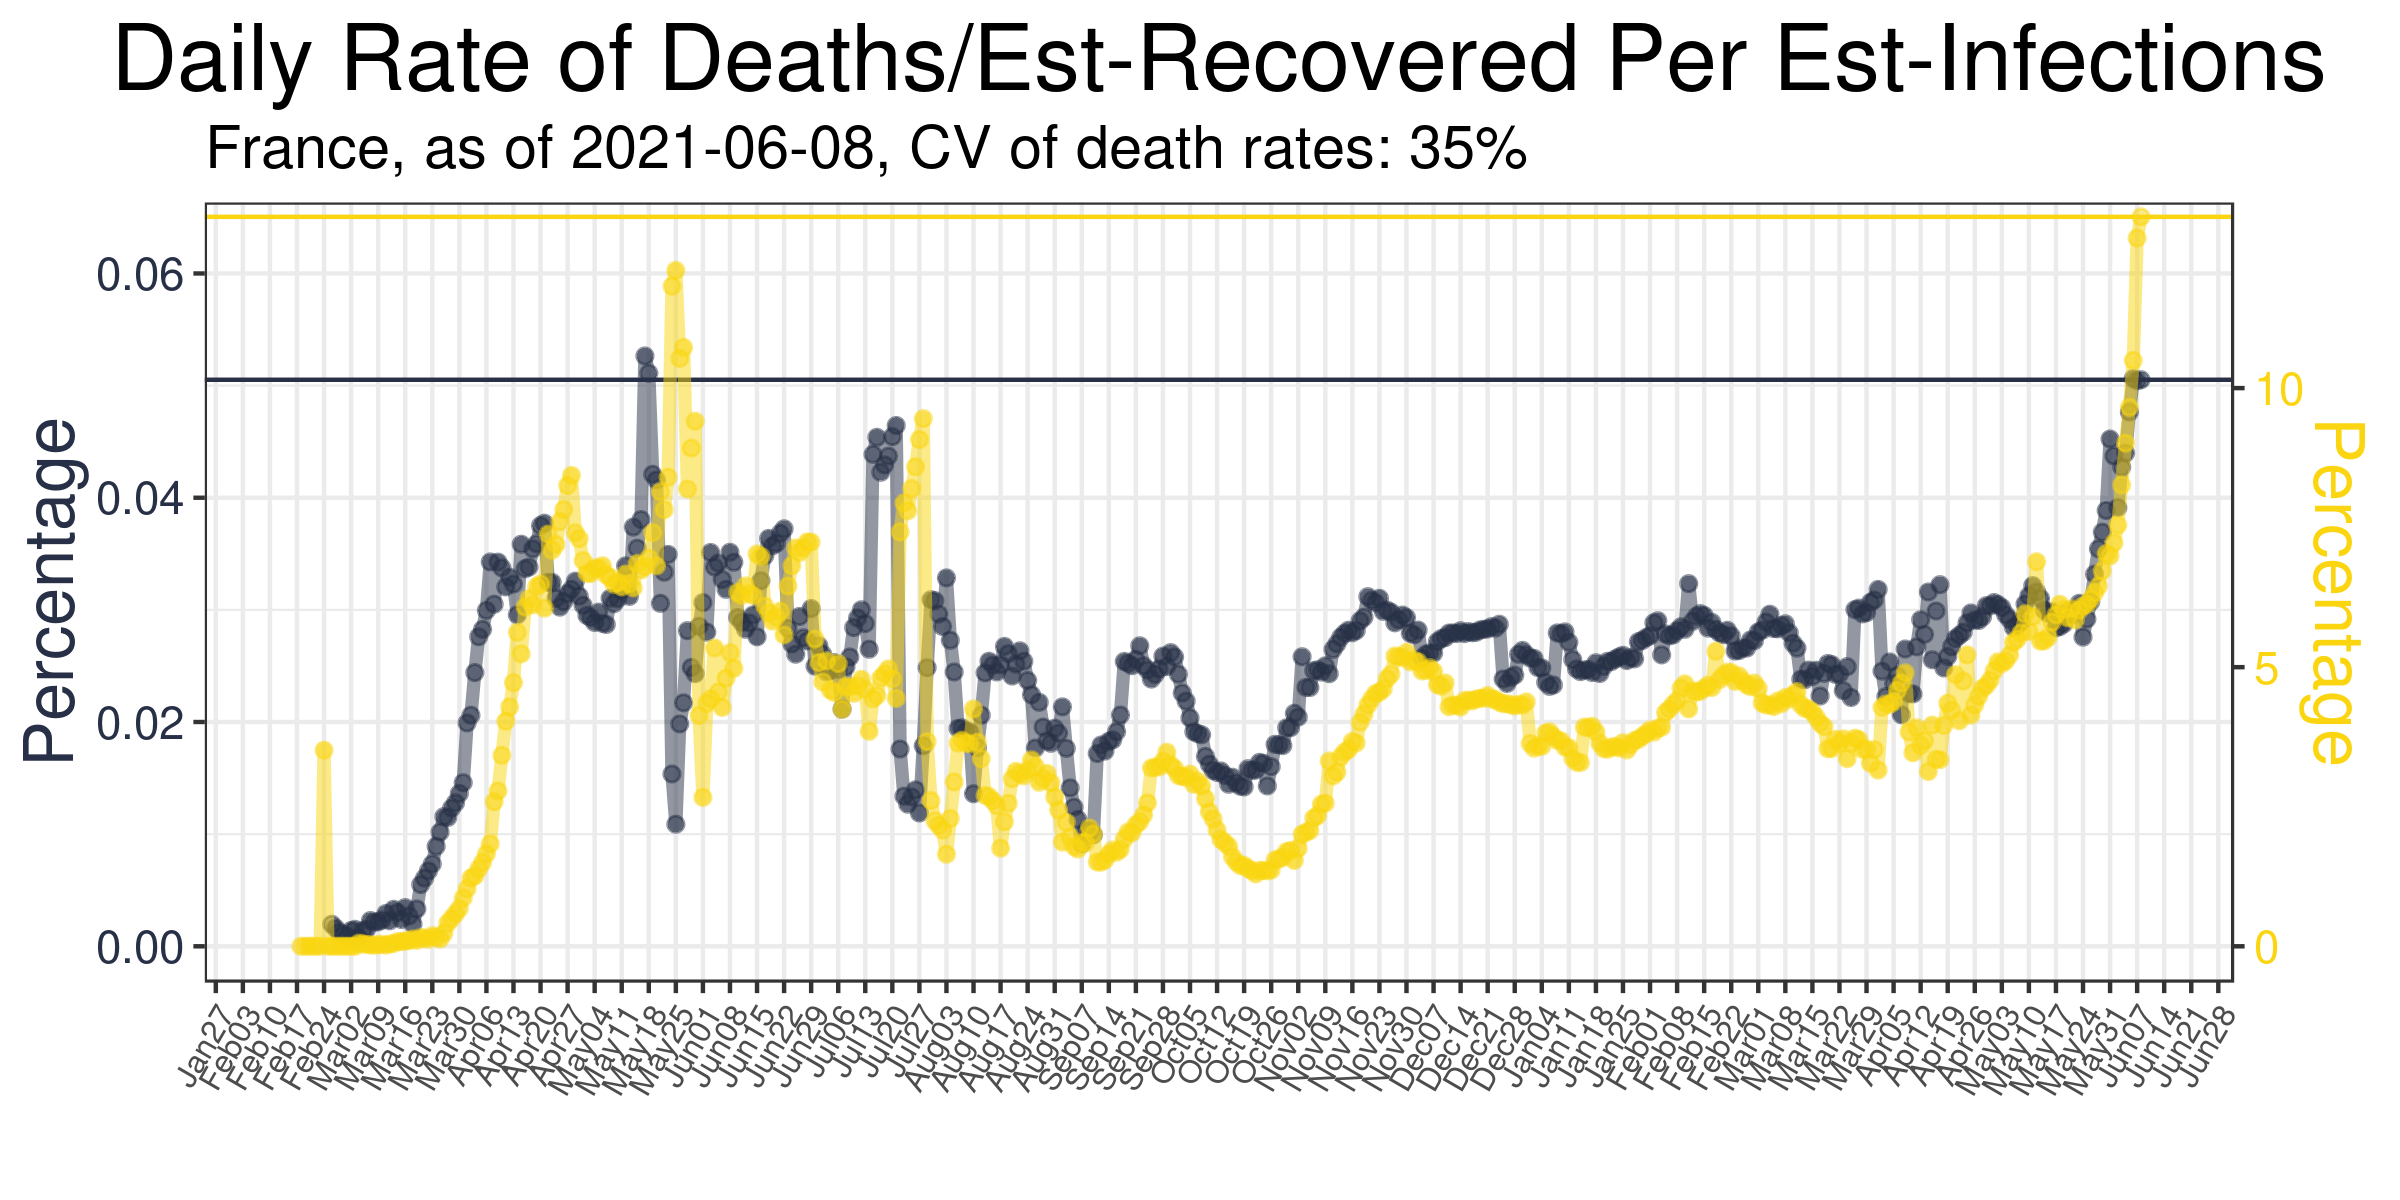 Daily Rate of Deaths/Est-Recovered Per Est-Infections
France, as of 2021-06-08, CV of death rates: 35%
Percentage
0.06
0.04
0.02
0.00
10
5
0
Percentage
Jan27
Feb03
Feb10
Feb17
Feb24
Mar02
Mar09
Mar16
Mar23
Mar30
Apr06
Apr13
Apr20
Apr27
May04
May11
May18
May25
Jun01
Jun08
Jun15
Jun22
Jun29
Jul06
Jul13
Jul20
Jul27
Aug03
Aug10
Aug17
Aug24
Aug31
Sep07
Sep14
Sep21
Sep28
Oct05
Oct12
Oct19
Oct26
Nov02
Nov09
Nov16
Nov23
Nov30
Dec07
Dec14
Dec21
Dec28
Jan04
Jan11
Jan18
Jan25
Feb01
Feb08
Feb15
Feb22
Mar01
Mar08
Mar15
Mar22
Mar29
Apr05
Apr12
Apr19
Apr26
May03
May10
May17
May24
May31
Jun07
Jun14
Jun21
Jun28